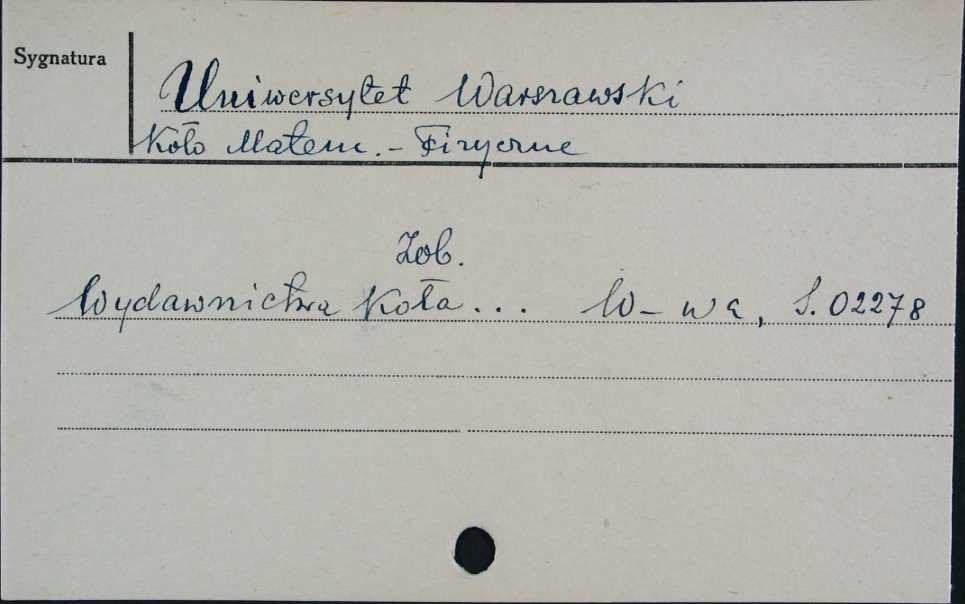 Sygnatura
Uniwersytet Warszawski
Koło Matem. - Fizyczne
Zob.
Wydawnictwa Koła... W-wa, S. 02278